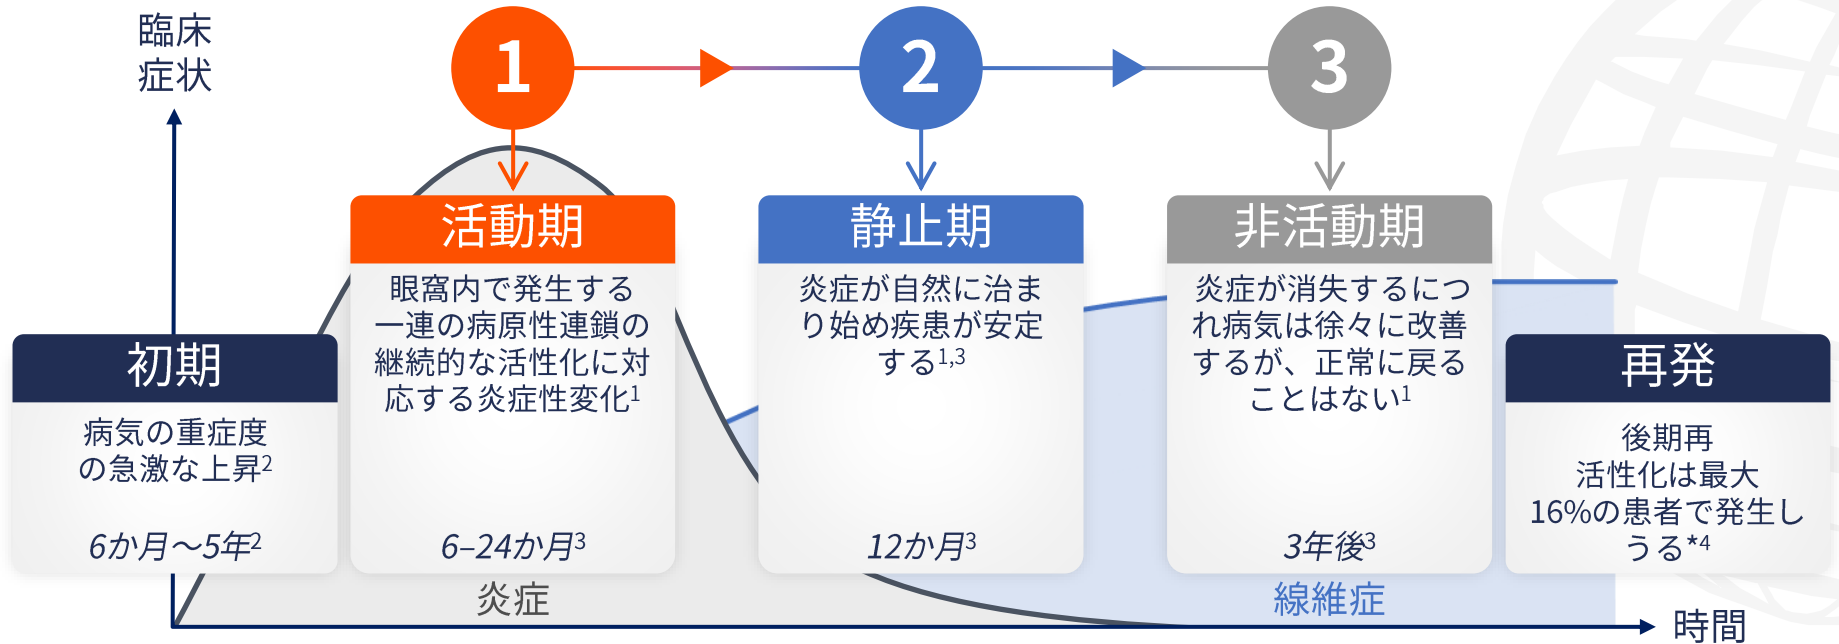 臨床
症状
1
2
3
初期
病気の重症度
の急激な上昇2
6か月～5年2
活動期
眼窩内で発生する
一連の病原性連鎖の
継続的な活性化に対
応する炎症性変化1
6–24か月3
静止期
炎症が自然に治ま
り始め疾患が安定
する1,3
12か月3
非活動期
炎症が消失するにつ
れ病気は徐々に改善
するが、正常に戻る
ことはない1
3年後3
再発
後期再
活性化は最大
16%の患者で発生し
うる*4
炎症
線維症
時間